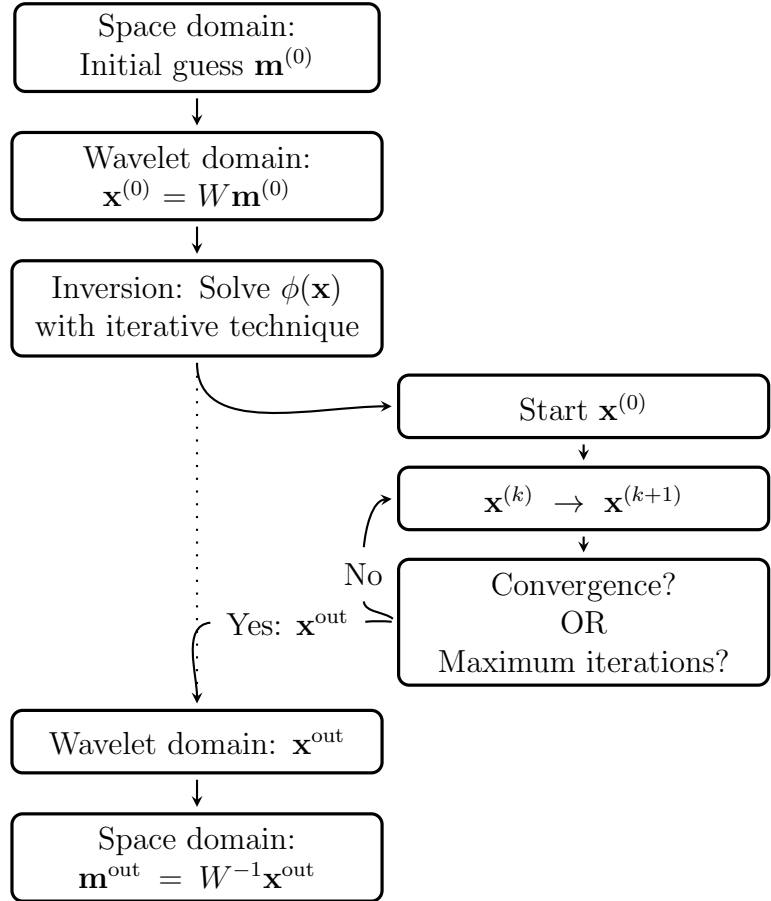 Space domain:
Initial guess m^(0)
Wavelet domain:
x^(0) = Wm^(0)
Inversion: Solve ϕ(x)
with iterative technique
Start x^(0)
x^(k) → x^(k+1)
No
Convergence?
OR
Maximum iterations?
Yes: x^out
Wavelet domain: x^out
Space domain:
m^out = W^−1x^out